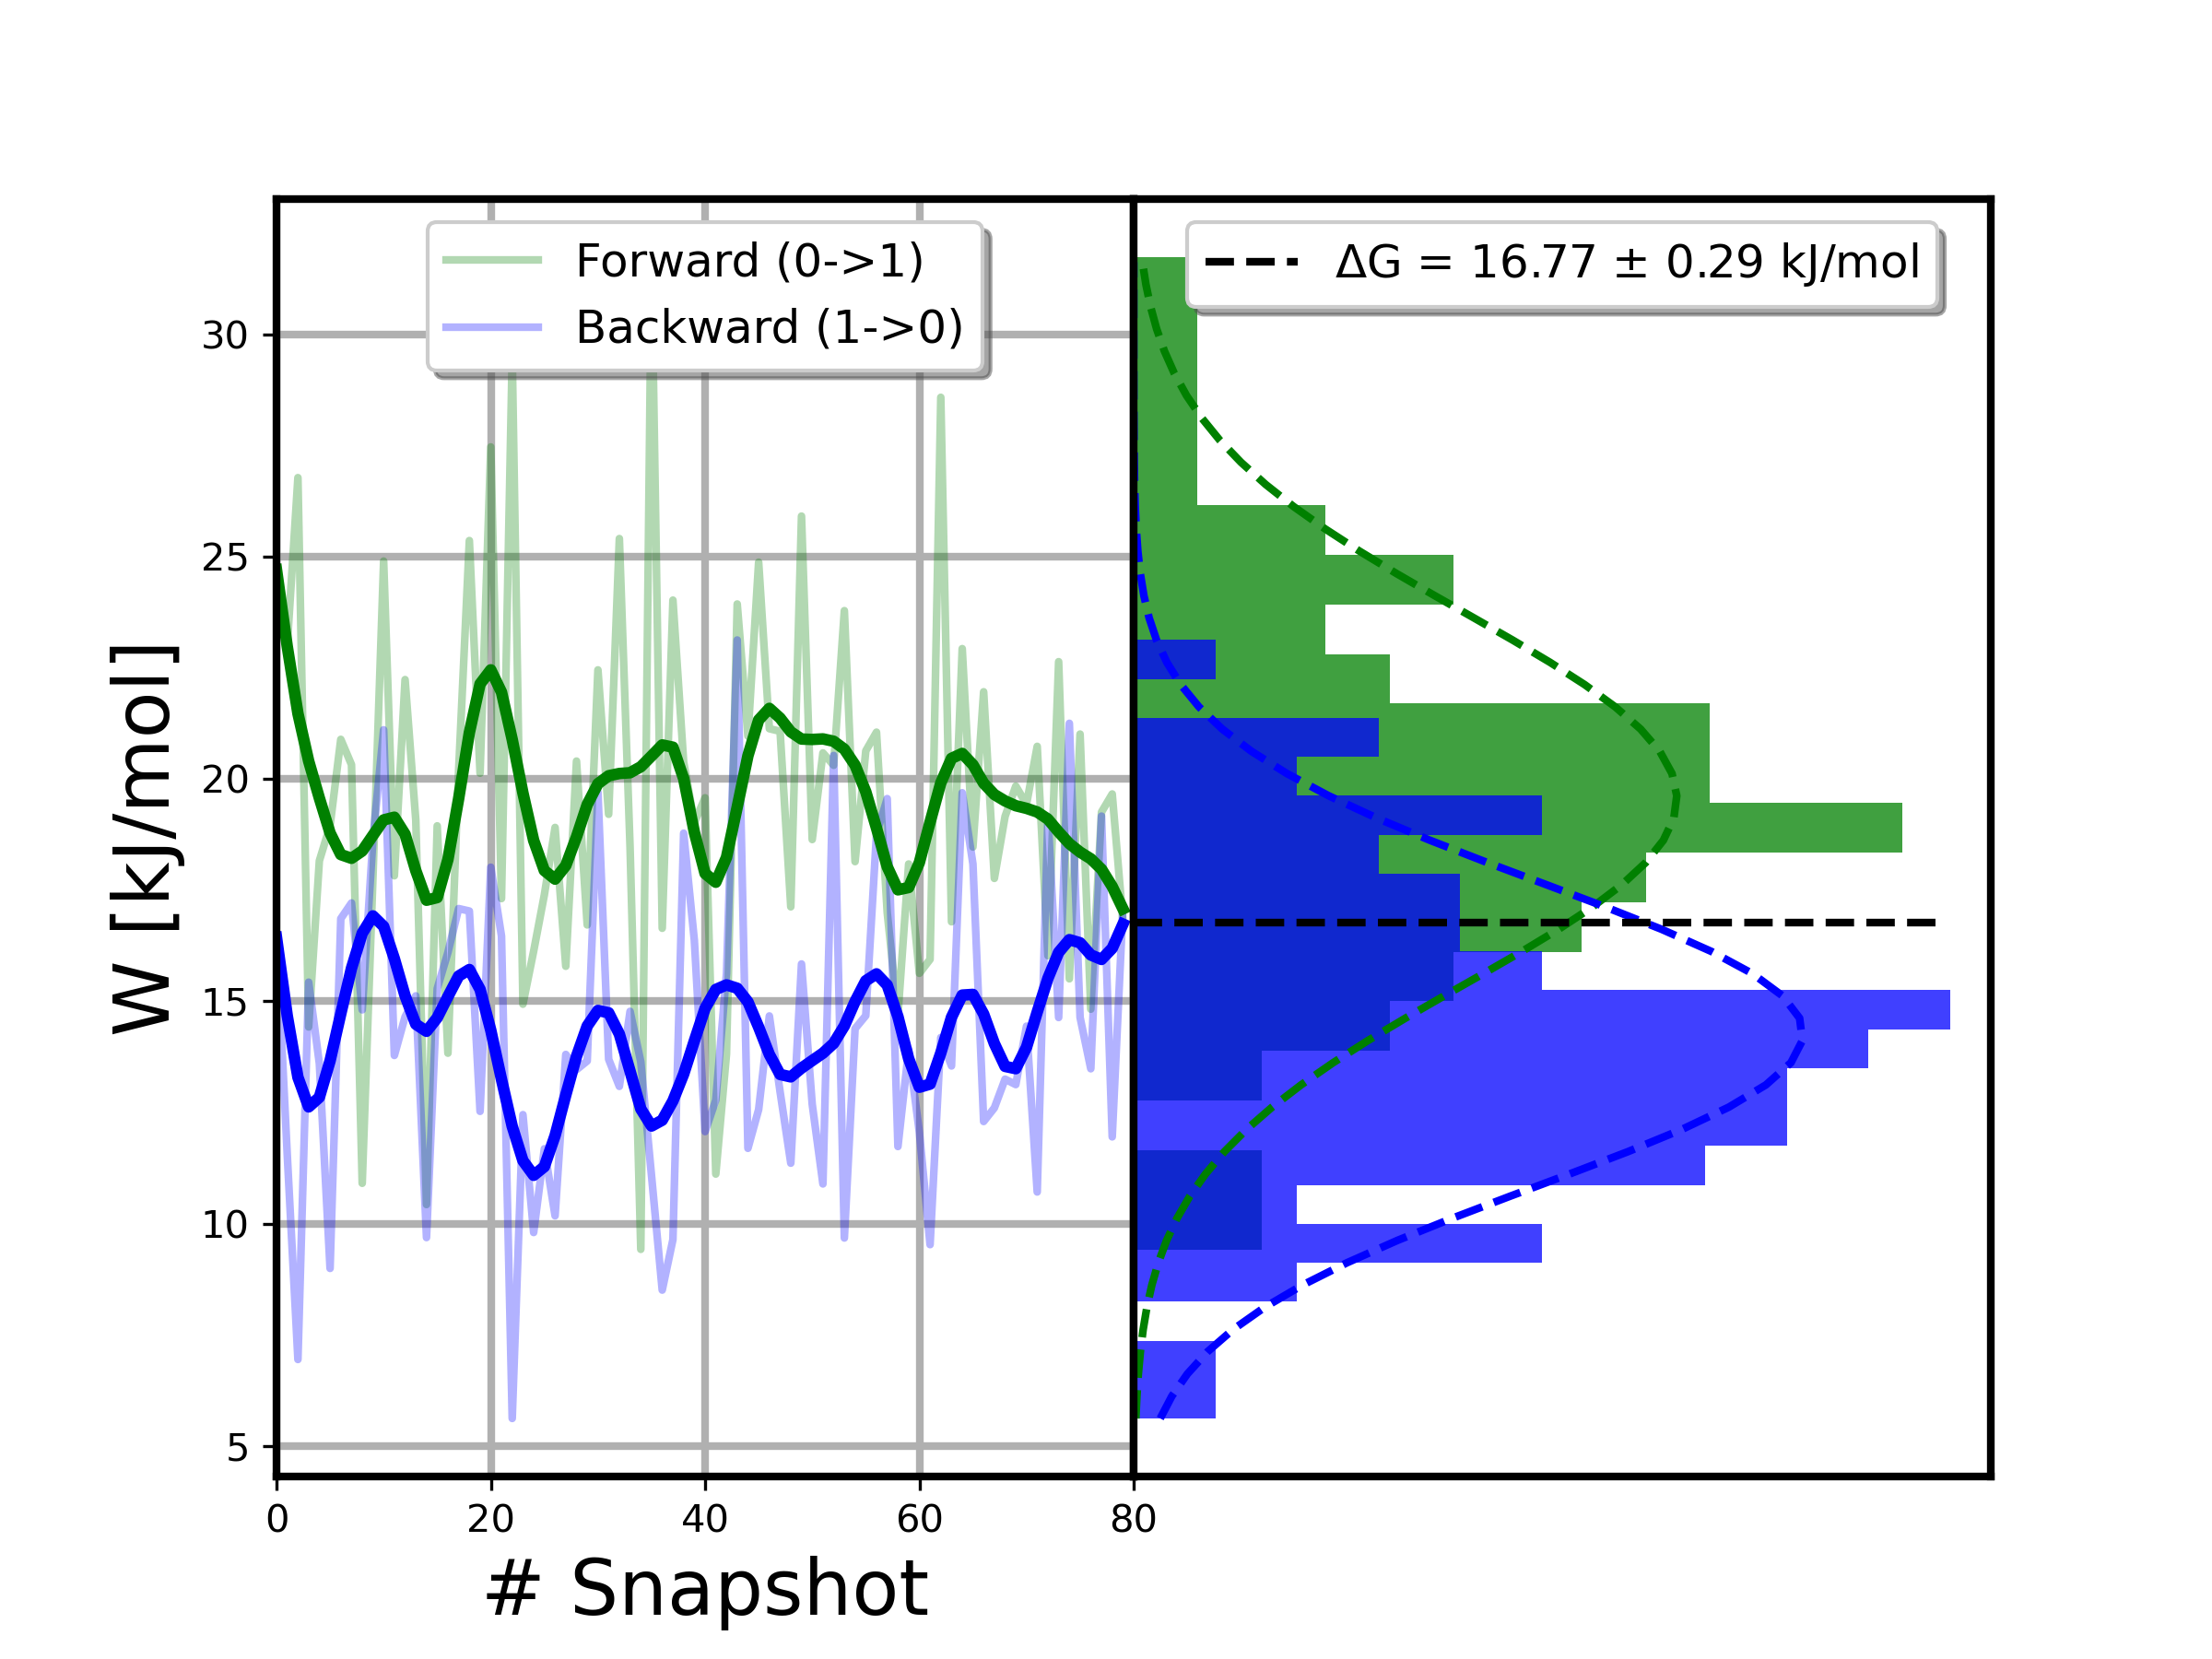 Forward (0->1)
Backward (1->0)
ΔG = 16.77 ± 0.29 kJ/mol
W [kJ/mol]
30
25
20
15
10
5
0 20 40 60 80
# Snapshot